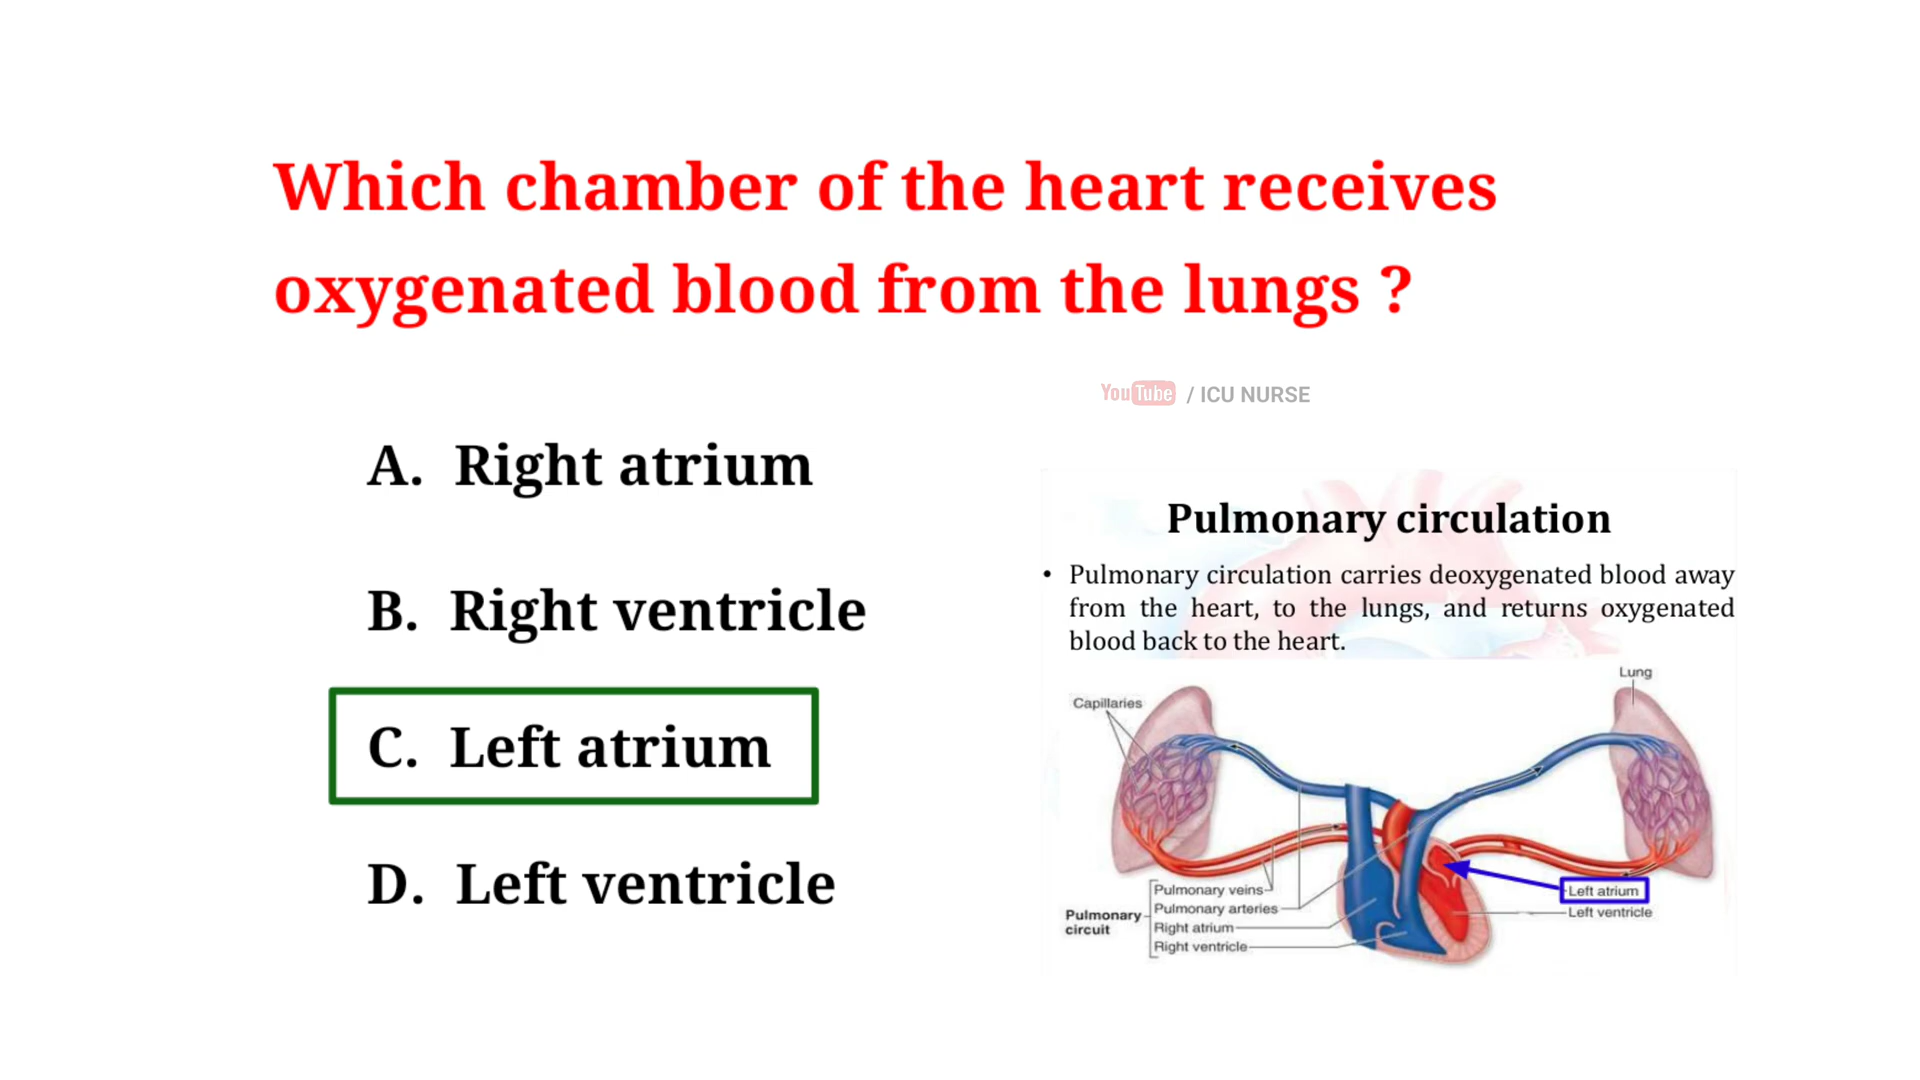 Which chamber of the heart receives
oxygenated blood from the lungs ?
YouTube / ICU NURSE
A. Right atrium
B. Right ventricle
C. Left atrium
D. Left ventricle
Pulmonary circulation
• Pulmonary circulation carries deoxygenated blood away
from the heart, to the lungs, and returns oxygenated
blood back to the heart.
Lung
Capillaries
Pulmonary circuit
Pulmonary veins
Pulmonary arteries
Right atrium
Right ventricle
Left atrium
Left ventricle